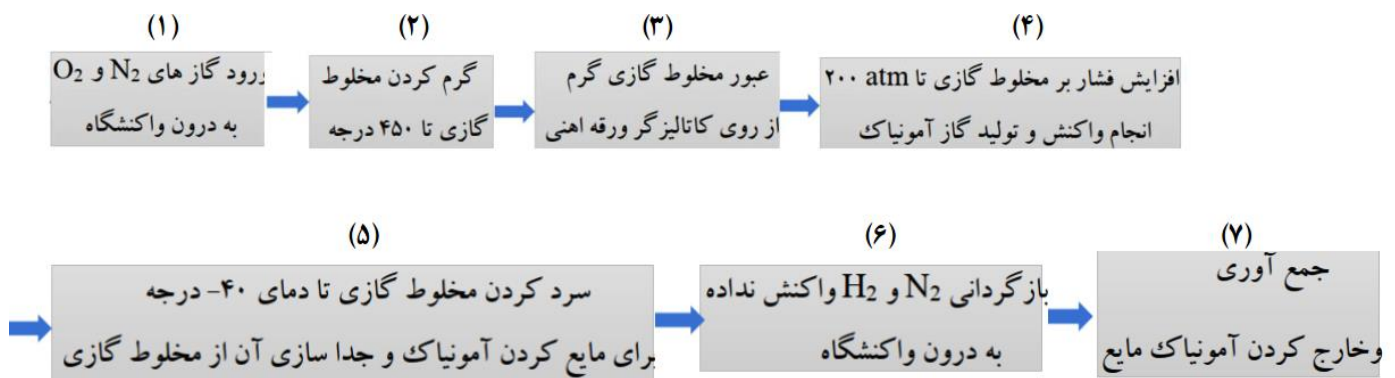 (۱)
ورود گاز های N₂ و O₂
به درون واکنشگاه
(۲)
گرم کردن مخلوط
گازی تا ۴۵۰ درجه
(۳)
عبور مخلوط گازی گرم
از روی کاتالیزگر ورقه اهنی
(۴)
افزایش فشار بر مخلوط گازی تا ۲۰۰ atm
انجام واکنش و تولید گاز آمونیاک
(۵)
سرد کردن مخلوط گازی تا دمای ۴۰– درجه
برای مایع کردن آمونیاک و جدا سازی آن از مخلوط گازی
(۶)
بازگردانی N₂ و H₂ واکنش نداده
به درون واکنشگاه
(۷)
جمع آوری
وخارج کردن آمونیاک مایع